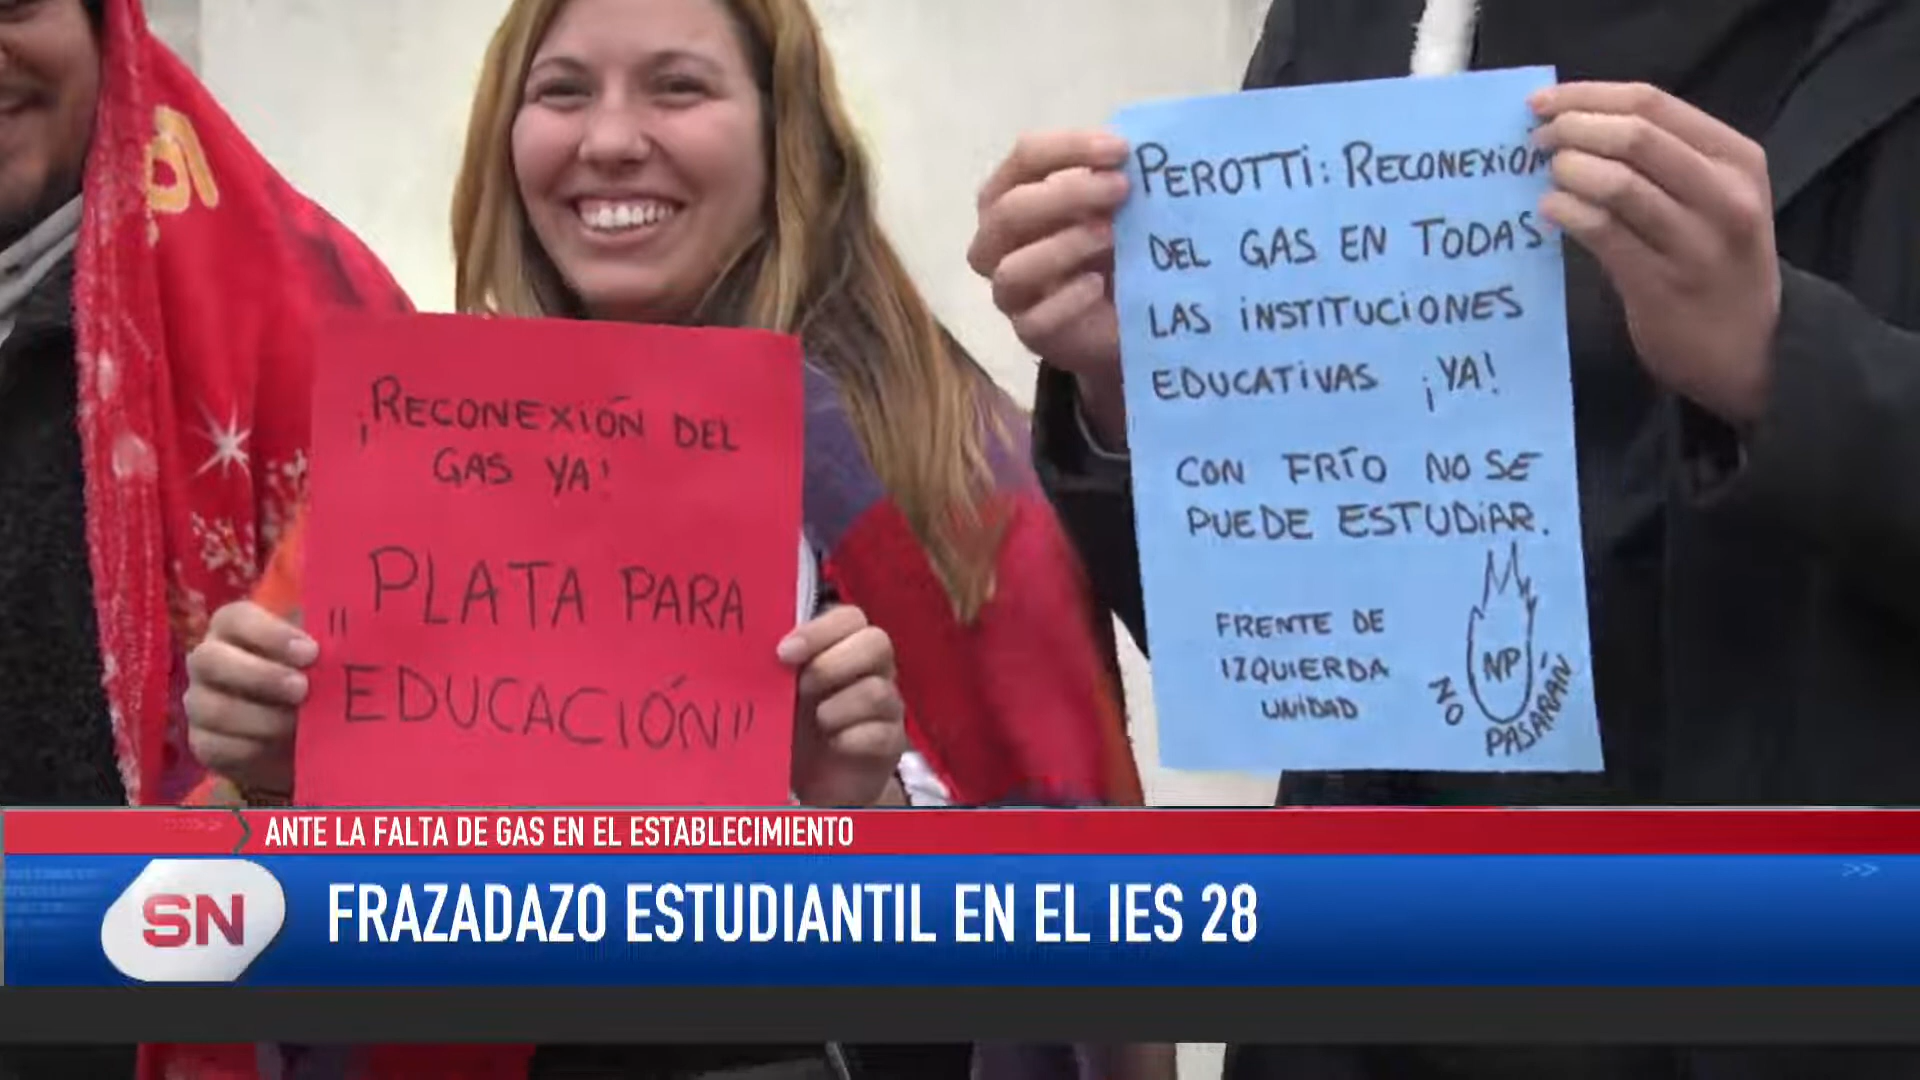 ¡RECONEXIÓN DEL
GAS YA!
"PLATA PARA
EDUCACIÓN"
PEROTTI: RECONEXIÓN
DEL GAS EN TODAS
LAS INSTITUCIONES
EDUCATIVAS ¡YA!
CON FRÍO NO SE
PUEDE ESTUDIAR.
FRENTE DE
IZQUIERDA
UNIDAD
NP
NO
PASARÁN
ANTE LA FALTA DE GAS EN EL ESTABLECIMIENTO
SN
FRAZADAZO ESTUDIANTIL EN EL IES 28